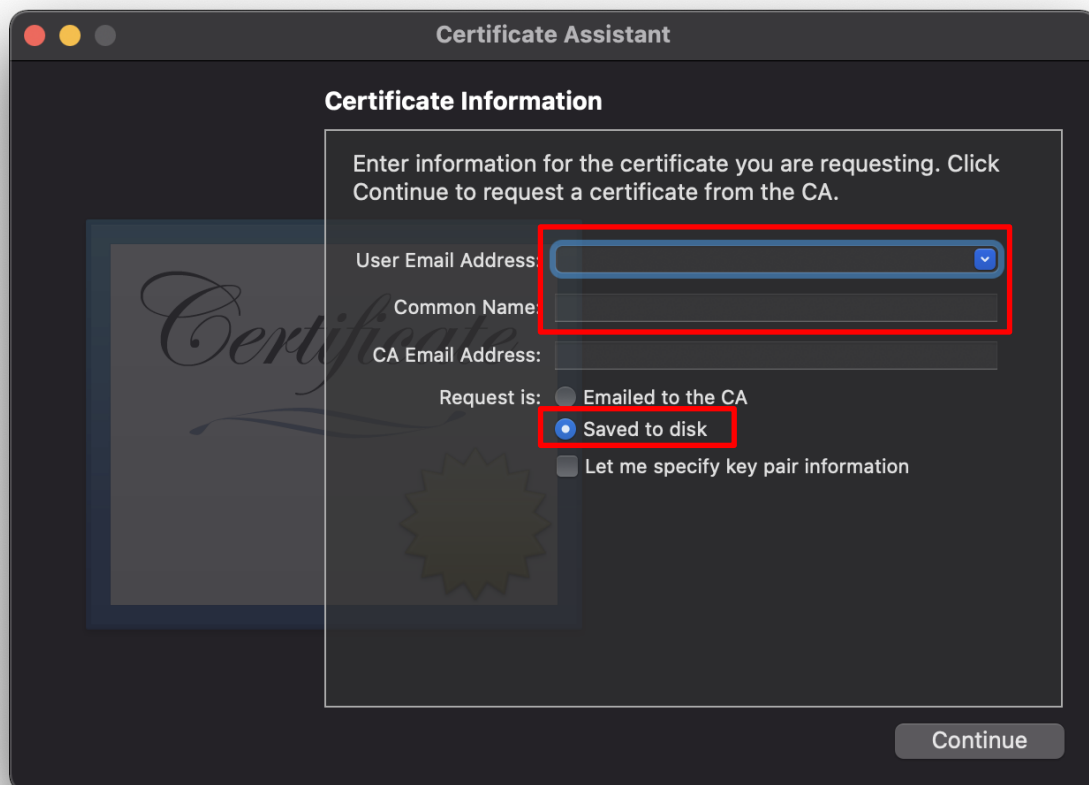 Certificate Assistant
Certificate Information
Enter information for the certificate you are requesting. Click
Continue to request a certificate from the CA.
User Email Address:
Common Name:
CA Email Address:
Request is: Emailed to the CA
Saved to disk
Let me specify key pair information
Certificate
Continue